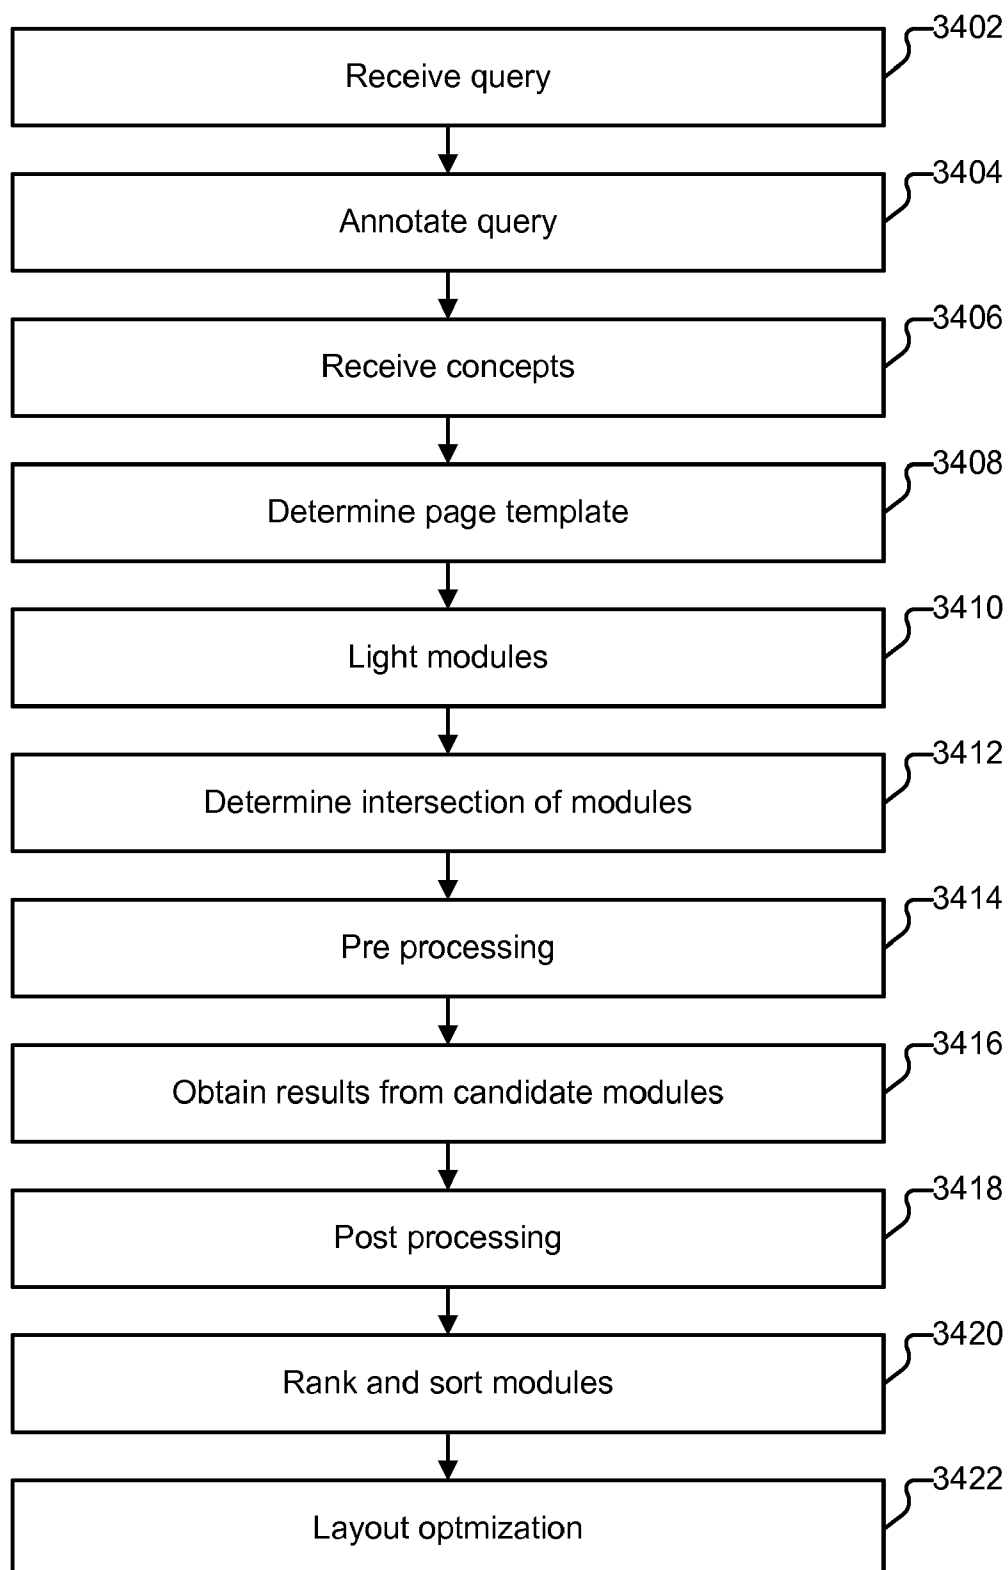 3402
Receive query
3404
Annotate query
3406
Receive concepts
3408
Determine page template
3410
Light modules
3412
Determine intersection of modules
3414
Pre processing
3416
Obtain results from candidate modules
3418
Post processing
3420
Rank and sort modules
3422
Layout optmization